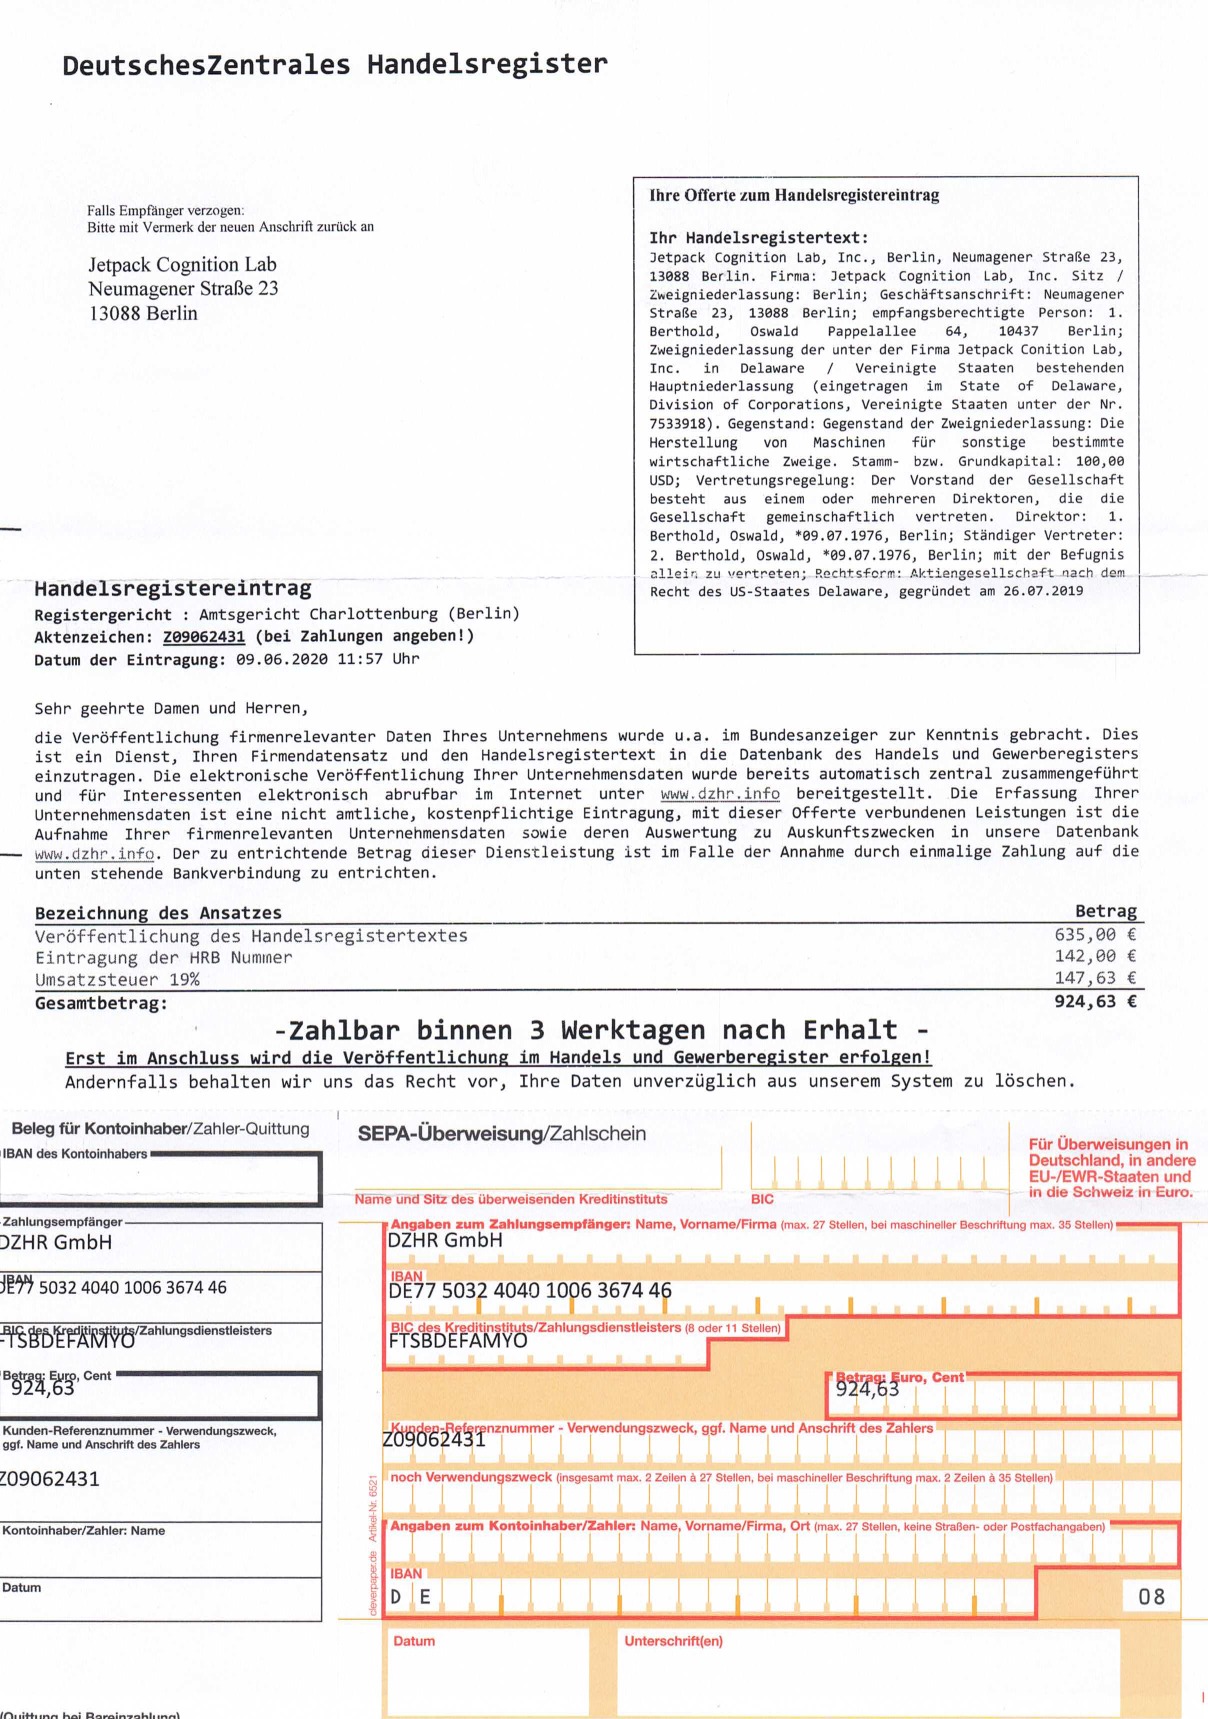 DeutschesZentrales Handelsregister
Falls Empfänger verzogen:
Bitte mit Vermerk der neuen Anschrift zurück an
Jetpack Cognition Lab
Neumagener Straße 23
13088 Berlin
Ihre Offerte zum Handelsregistereintrag
Ihr Handelsregistertext:
Jetpack Cognition Lab, Inc., Berlin, Neumagener Straße 23,
13088 Berlin. Firma: Jetpack Cognition Lab, Inc. Sitz /
Zweigniederlassung: Berlin; Geschäftsanschrift: Neumagener
Straße 23, 13088 Berlin; empfangsberechtigte Person: 1.
Berthold, Oswald Pappelallee 64, 10437 Berlin;
Zweigniederlassung der unter der Firma Jetpack Conition Lab,
Inc. in Delaware / Vereinigte Staaten bestehenden
Hauptniederlassung (eingetragen im State of Delaware,
Division of Corporations, Vereinigte Staaten unter der Nr.
7533918). Gegenstand: Gegenstand der Zweigniederlassung: Die
Herstellung von Maschinen für sonstige bestimmte
wirtschaftliche Zweige. Stamm- bzw. Grundkapital: 100,00
USD; Vertretungsregelung: Der Vorstand der Gesellschaft
besteht aus einem oder mehreren Direktoren, die die
Gesellschaft gemeinschaftlich vertreten. Direktor: 1.
Berthold, Oswald, *09.07.1976, Berlin; Ständiger Vertreter:
2. Berthold, Oswald, *09.07.1976, Berlin; mit der Befugnis
allein zu vertreten; Rechtsform: Aktiengesellschaft nach dem
Recht des US-Staates Delaware, gegründet am 26.07.2019
Handelsregistereintrag
Registergericht : Amtsgericht Charlottenburg (Berlin)
Aktenzeichen: Z09062431 (bei Zahlungen angeben!)
Datum der Eintragung: 09.06.2020 11:57 Uhr
Sehr geehrte Damen und Herren,
die Veröffentlichung firmenrelevanter Daten Ihres Unternehmens wurde u.a. im Bundesanzeiger zur Kenntnis gebracht. Dies
ist ein Dienst, Ihren Firmendatensatz und den Handelsregistertext in die Datenbank des Handels und Gewerberegisters
einzutragen. Die elektronische Veröffentlichung Ihrer Unternehmensdaten wurde bereits automatisch zentral zusammengeführt
und für Interessenten elektronisch abrufbar im Internet unter www.dzhr.info bereitgestellt. Die Erfassung Ihrer
Unternehmensdaten ist eine nicht amtliche, kostenpflichtige Eintragung, mit dieser Offerte verbundenen Leistungen ist die
Aufnahme Ihrer firmenrelevanten Unternehmensdaten sowie deren Auswertung zu Auskunftszwecken in unsere Datenbank
www.dzhr.info. Der zu entrichtende Betrag dieser Dienstleistung ist im Falle der Annahme durch einmalige Zahlung auf die
unten stehende Bankverbindung zu entrichten.
Bezeichnung des Ansatzes Betrag
Veröffentlichung des Handelsregistertextes 635,00 €
Eintragung der HRB Nummer 142,00 €
Umsatzsteuer 19% 147,63 €
Gesamtbetrag: 924,63 €
-Zahlbar binnen 3 Werktagen nach Erhalt -
Erst im Anschluss wird die Veröffentlichung im Handels und Gewerberegister erfolgen!
Andernfalls behalten wir uns das Recht vor, Ihre Daten unverzüglich aus unserem System zu löschen.
Beleg für Kontoinhaber/Zahler-Quittung
IBAN des Kontoinhabers
Zahlungsempfänger
DZHR GmbH
IBAN
DE77 5032 4040 1006 3674 46
BIC des Kreditinstituts/Zahlungsdienstleisters
FTSBDEFAMYO
Betrag: Euro, Cent
924,63
Kunden-Referenznummer - Verwendungszweck,
ggf. Name und Anschrift des Zahlers
Z09062431
Kontoinhaber/Zahler: Name
Datum
(Quittung bei Bareinzahlung)
SEPA-Überweisung/Zahlschein
Name und Sitz des überweisenden Kreditinstituts BIC
Für Überweisungen in
Deutschland, in andere
EU-/EWR-Staaten und
in die Schweiz in Euro.
Angaben zum Zahlungsempfänger: Name, Vorname/Firma (max. 27 Stellen, bei maschineller Beschriftung max. 35 Stellen)
DZHR GmbH
IBAN
DE77 5032 4040 1006 3674 46
BIC des Kreditinstituts/Zahlungsdienstleisters (8 oder 11 Stellen)
FTSBDEFAMYO
Betrag: Euro, Cent
924,63
Kunden-Referenznummer - Verwendungszweck, ggf. Name und Anschrift des Zahlers
Z09062431
noch Verwendungszweck (insgesamt max. 2 Zeilen à 27 Stellen, bei maschineller Beschriftung max. 2 Zeilen à 35 Stellen)
Angaben zum Kontoinhaber/Zahler: Name, Vorname/Firma, Ort (max. 27 Stellen, keine Straßen- oder Postfachangaben)
IBAN
D E 08
Datum Unterschrift(en)
cleverpaper.de Artikel-Nr. 6521